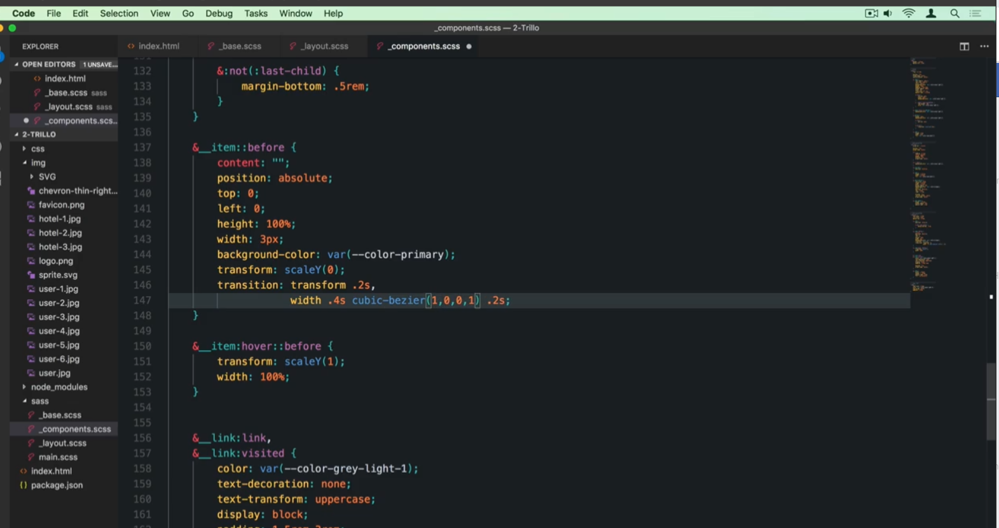 Code File Edit Selection View Go Debug Tasks Window Help
_components.scss — 2-Trillo
EXPLORER
OPEN EDITORS 1 UNSAVE...
<> index.html
_base.scss sass
_layout.scss sass
_components.scs...
2-TRILLO
css
img
SVG
chevron-thin-right...
favicon.png
hotel-1.jpg
hotel-2.jpg
hotel-3.jpg
logo.png
sprite.svg
user-1.jpg
user-2.jpg
user-3.jpg
user-4.jpg
user-5.jpg
user-6.jpg
user.jpg
node_modules
sass
_base.scss
_components.scss
_layout.scss
main.scss
<> index.html
{} package.json
<> index.html _base.scss _layout.scss _components.scss
132 &:not(:last-child) {
133 margin-bottom: .5rem;
134 }
135 }
136
137 &__item::before {
138 content: "";
139 position: absolute;
140 top: 0;
141 left: 0;
142 height: 100%;
143 width: 3px;
144 background-color: var(--color-primary);
145 transform: scaleY(0);
146 transition: transform .2s,
147 width .4s cubic-bezier(1,0,0,1) .2s;
148 }
149
150 &__item:hover::before {
151 transform: scaleY(1);
152 width: 100%;
153 }
154
155
156 &__link:link,
157 &__link:visited {
158 color: var(--color-grey-light-1);
159 text-decoration: none;
160 text-transform: uppercase;
161 display: block;